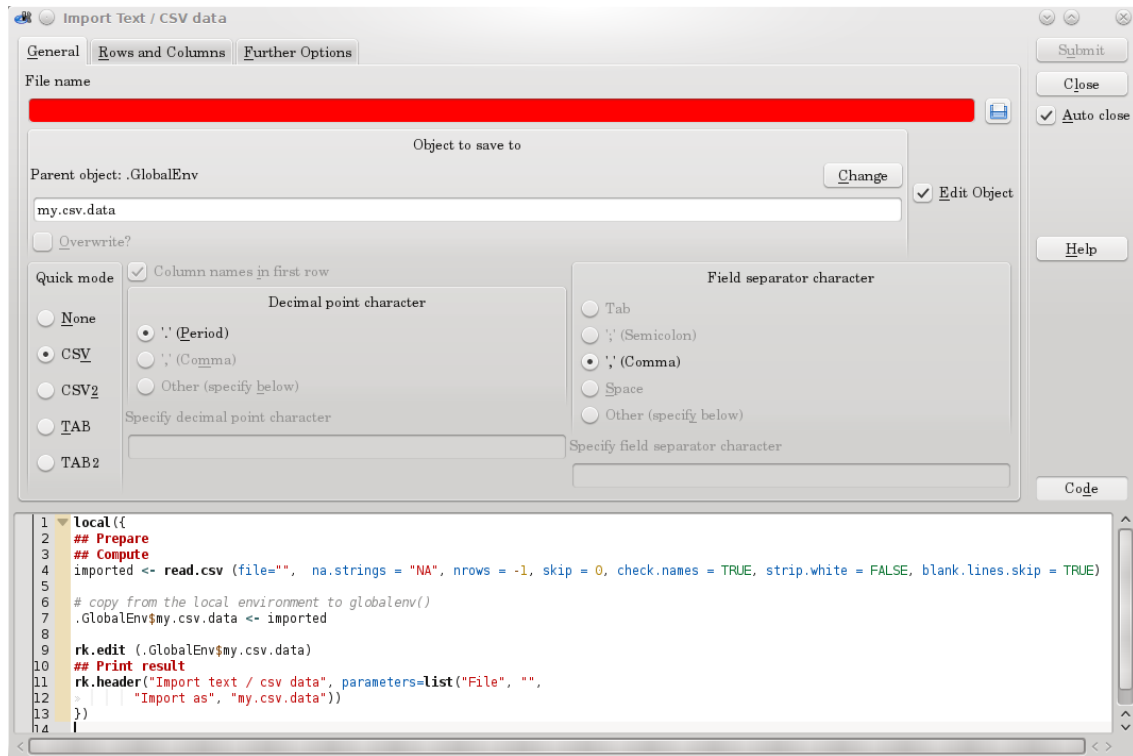 Import Text / CSV data
General Rows and Columns Further Options
Submit
File name
Close
Auto close
Object to save to
Parent object: .GlobalEnv
Change
Edit Object
my.csv.data
Overwrite?
Help
Quick mode
Column names in first row
Field separator character
Decimal point character
None
'.' (Period)
Tab
';' (Semicolon)
CSV
',' (Comma)
',' (Comma)
CSV2
Other (specify below)
Space
TAB
Specify decimal point character
Other (specify below)
Specify field separator character
TAB2
Code
1 local({
2 ## Prepare
3 ## Compute
4 imported <- read.csv (file="",  na.strings = "NA", nrows = -1, skip = 0, check.names = TRUE, strip.white = FALSE, blank.lines.skip = TRUE)
5
6 # copy from the local environment to globalenv()
7 .GlobalEnv$my.csv.data <- imported
8
9 rk.edit (.GlobalEnv$my.csv.data)
10 ## Print result
11 rk.header("Import text / csv data", parameters=list("File", "",
12 "Import as", "my.csv.data"))
13 })
14